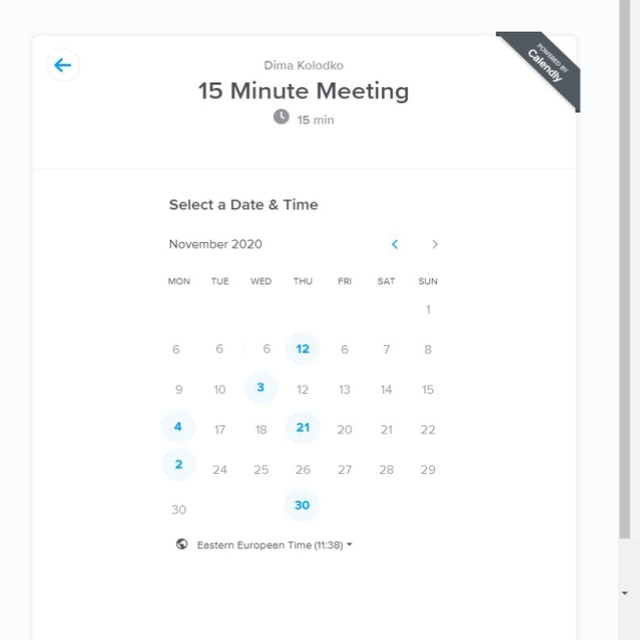 POWERED BY
Calendly
Dima Kolodko
15 Minute Meeting
15 min
Select a Date & Time
November 2020
MON TUE WED THU FRI SAT SUN
1
6 6 6 12 6 7 8
9 10 3 12 13 14 15
4 17 18 21 20 21 22
2 24 25 26 27 28 29
30 30
Eastern European Time (11:38)